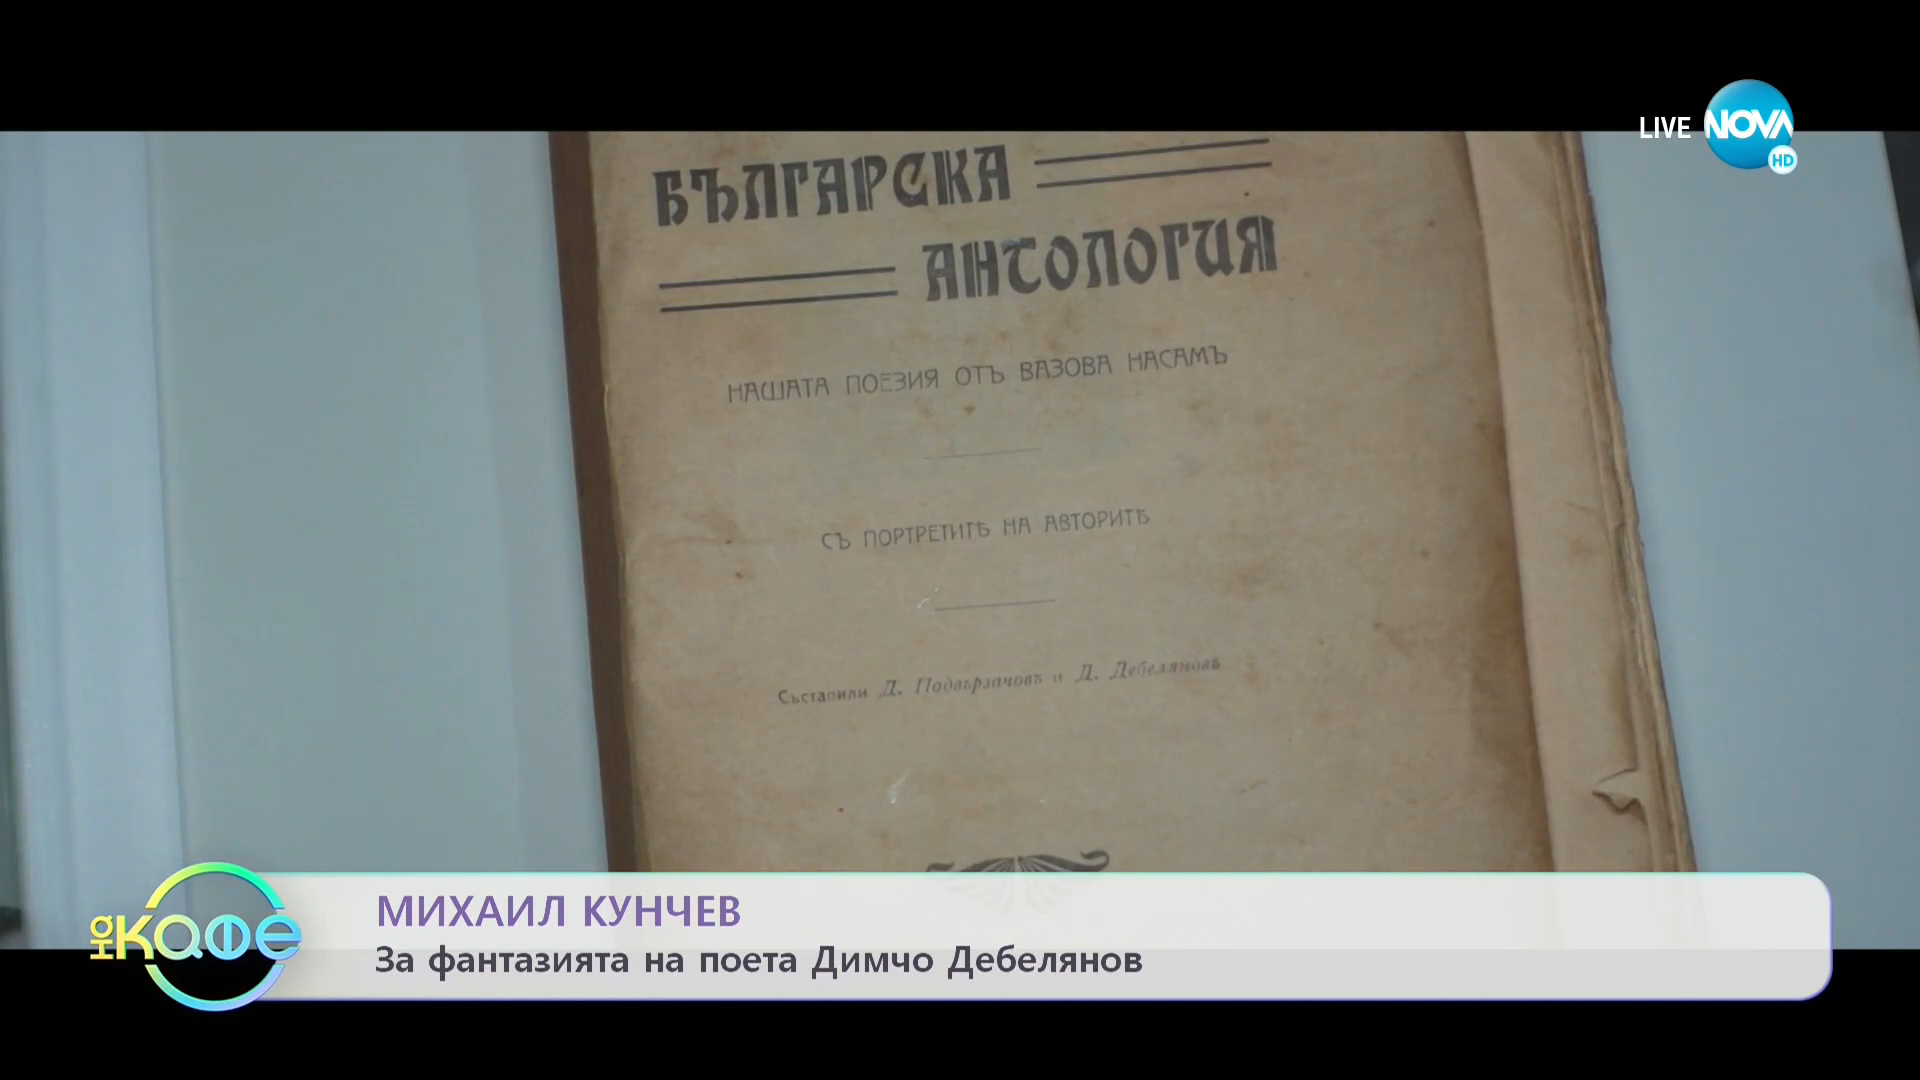 LIVE NOVA
HD
БЪЛГАРСКА
АНТОЛОГИЯ
НАШАТА ПОЕЗИЯ ОТЪ ВАЗОВА НАСАМЪ
СЪ ПОРТРЕТИТѢ НА АВТОРИТѢ
Съставили Д. Подвързачовъ и Д. Дебеляновъ
на кафе
МИХАИЛ КУНЧЕВ
За фантазията на поета Димчо Дебелянов